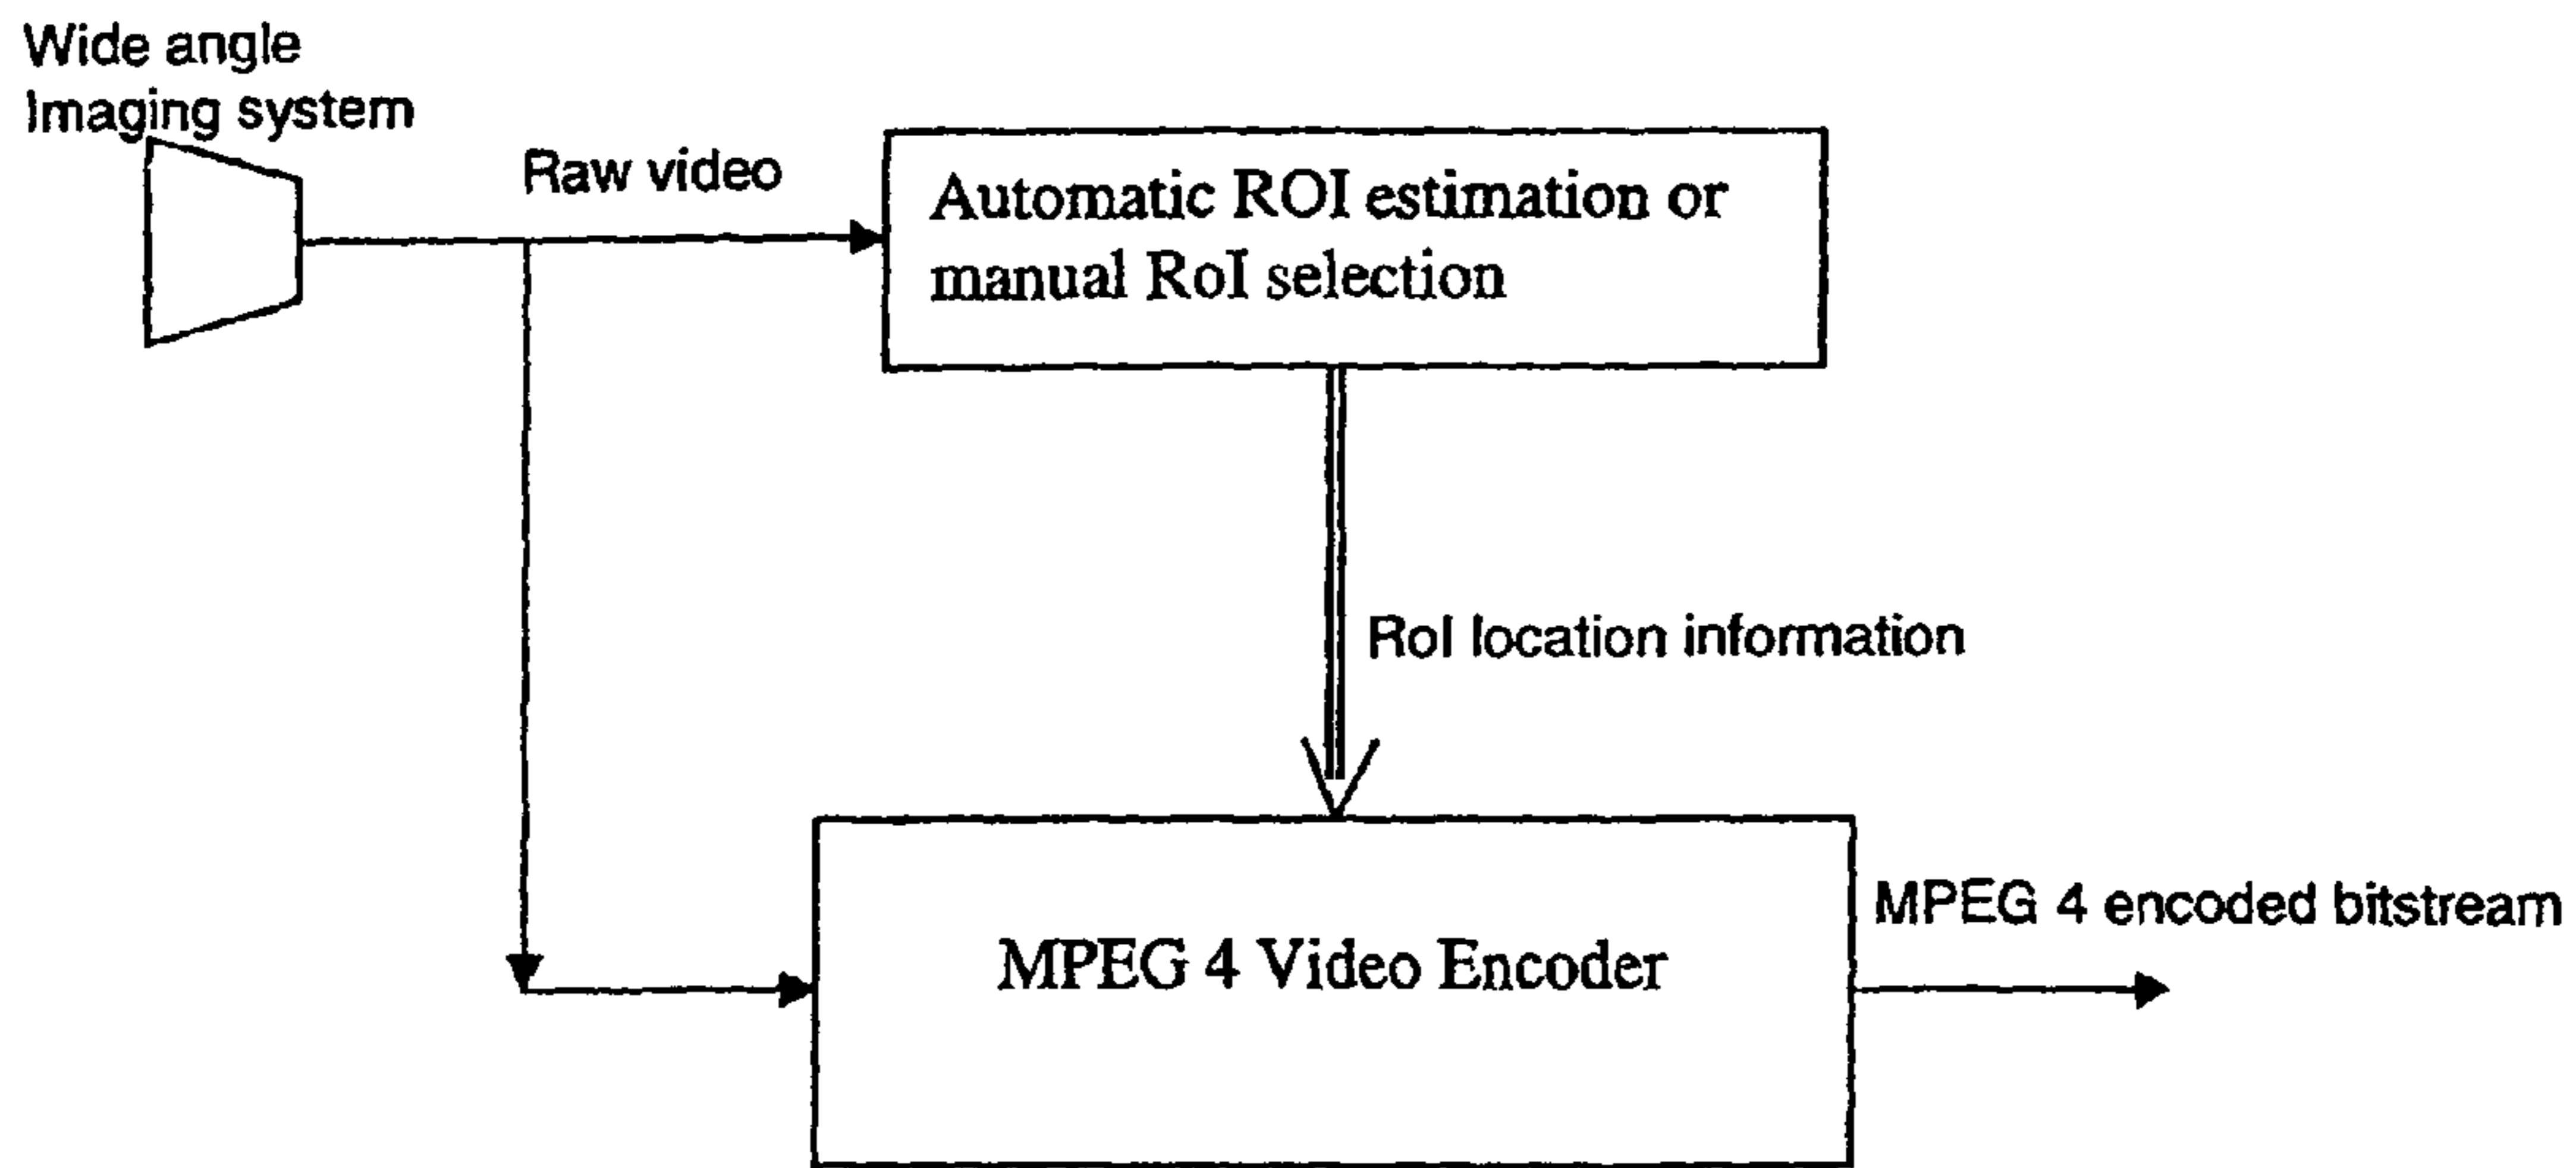 Wide angle
Imaging system
Raw video
Automatic ROI estimation or
manual RoI selection
RoI location information
MPEG 4 Video Encoder
MPEG 4 encoded bitstream